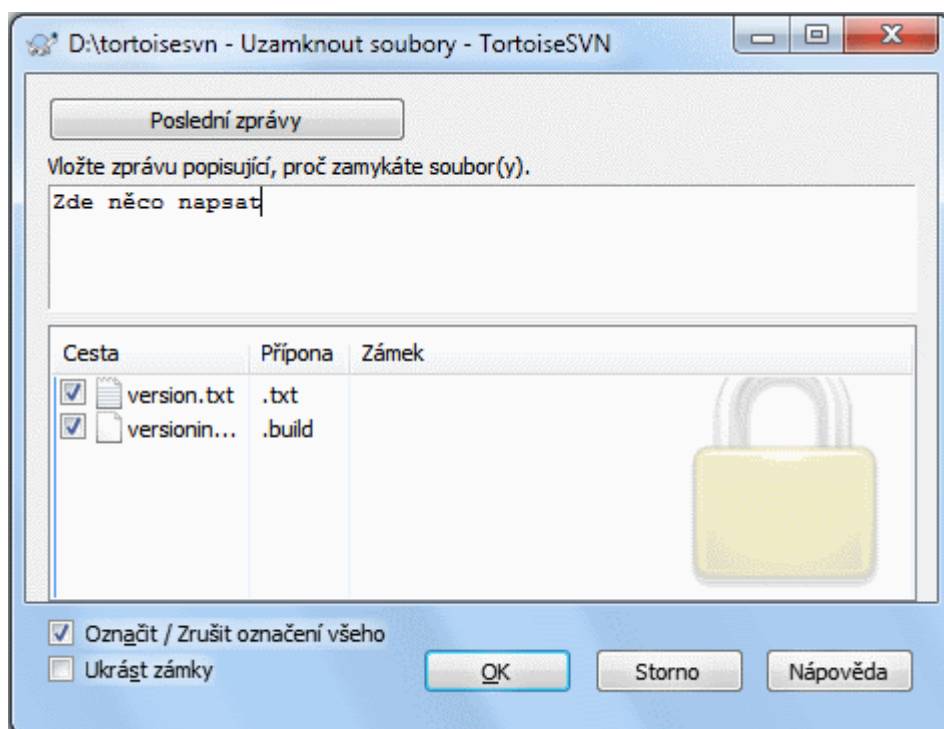 D:\tortoisesvn - Uzamknout soubory - TortoiseSVN
Poslední zprávy
Vložte zprávu popisující, proč zamykáte soubor(y).
Zde něco napsat
Cesta Přípona Zámek
version.txt .txt
versionin... .build
Označit / Zrušit označení všeho
Ukrást zámky
OK Storno Nápověda